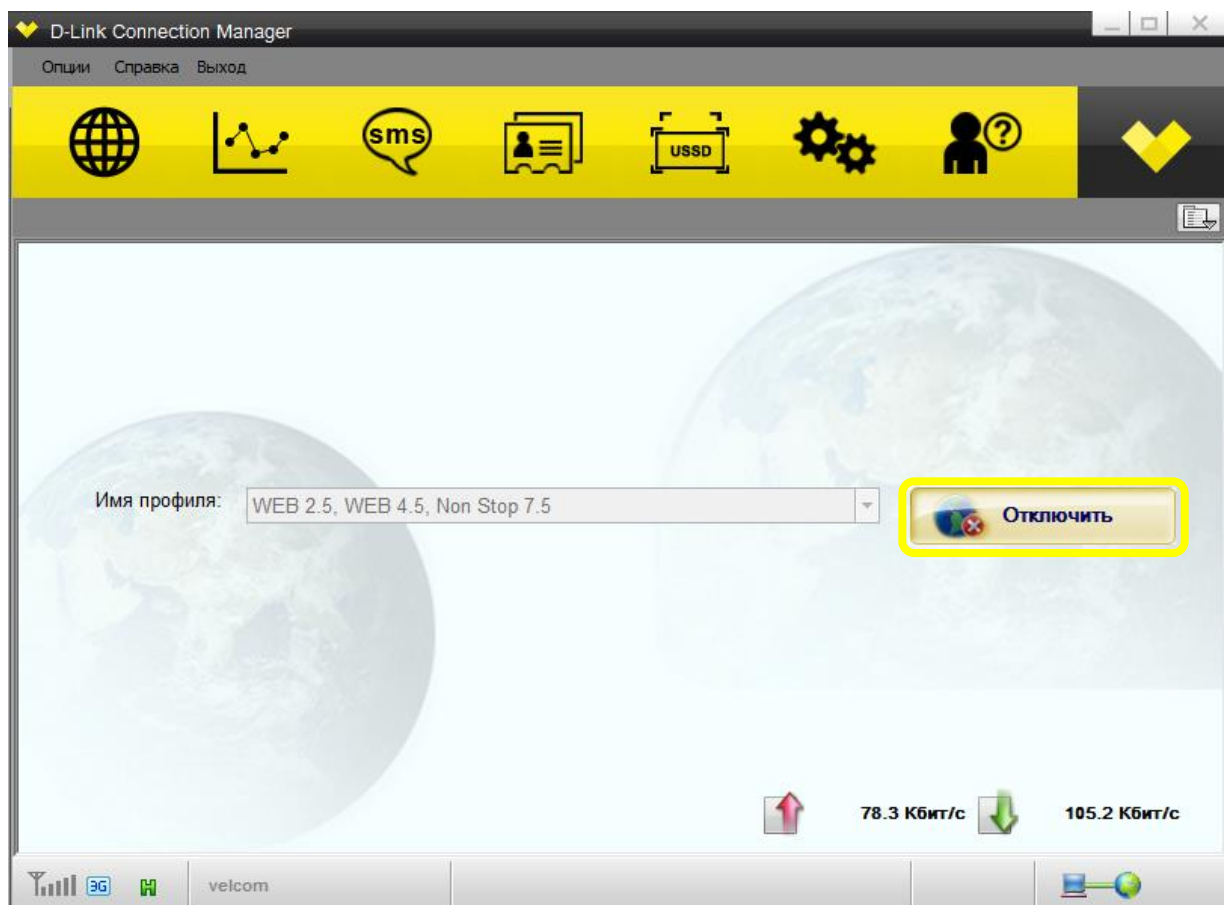 D-Link Connection Manager
Опции Справка Выход
sms
USSD
Имя профиля:
WEB 2.5, WEB 4.5, Non Stop 7.5
Отключить
78.3 Кбит/с
105.2 Кбит/с
3G
H
velcom